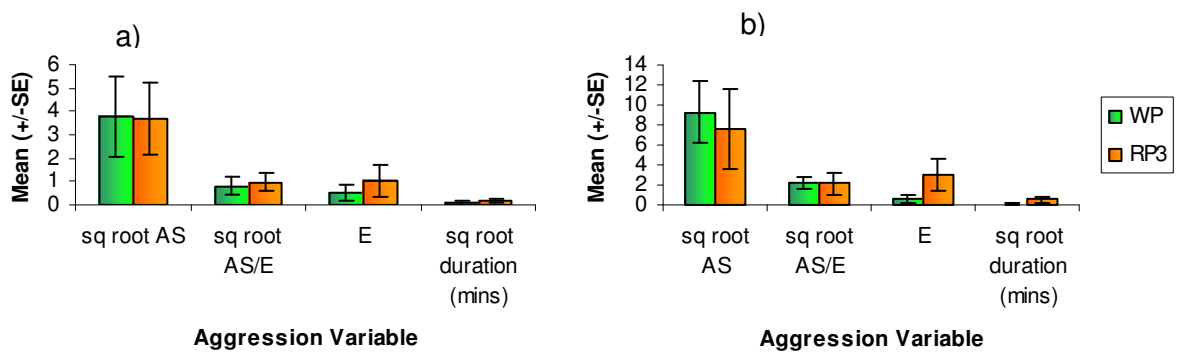 a)
Mean (+/-SE)
6
5
4
3
2
1
0
sq root AS
sq root
AS/E
E
sq root
duration
(mins)
Aggression Variable
b)
Mean (+/-SE)
14
12
10
8
6
4
2
0
sq root
AS
sq root
AS/E
E
sq root
duration
(mins)
Aggression Variable
WP
RP3